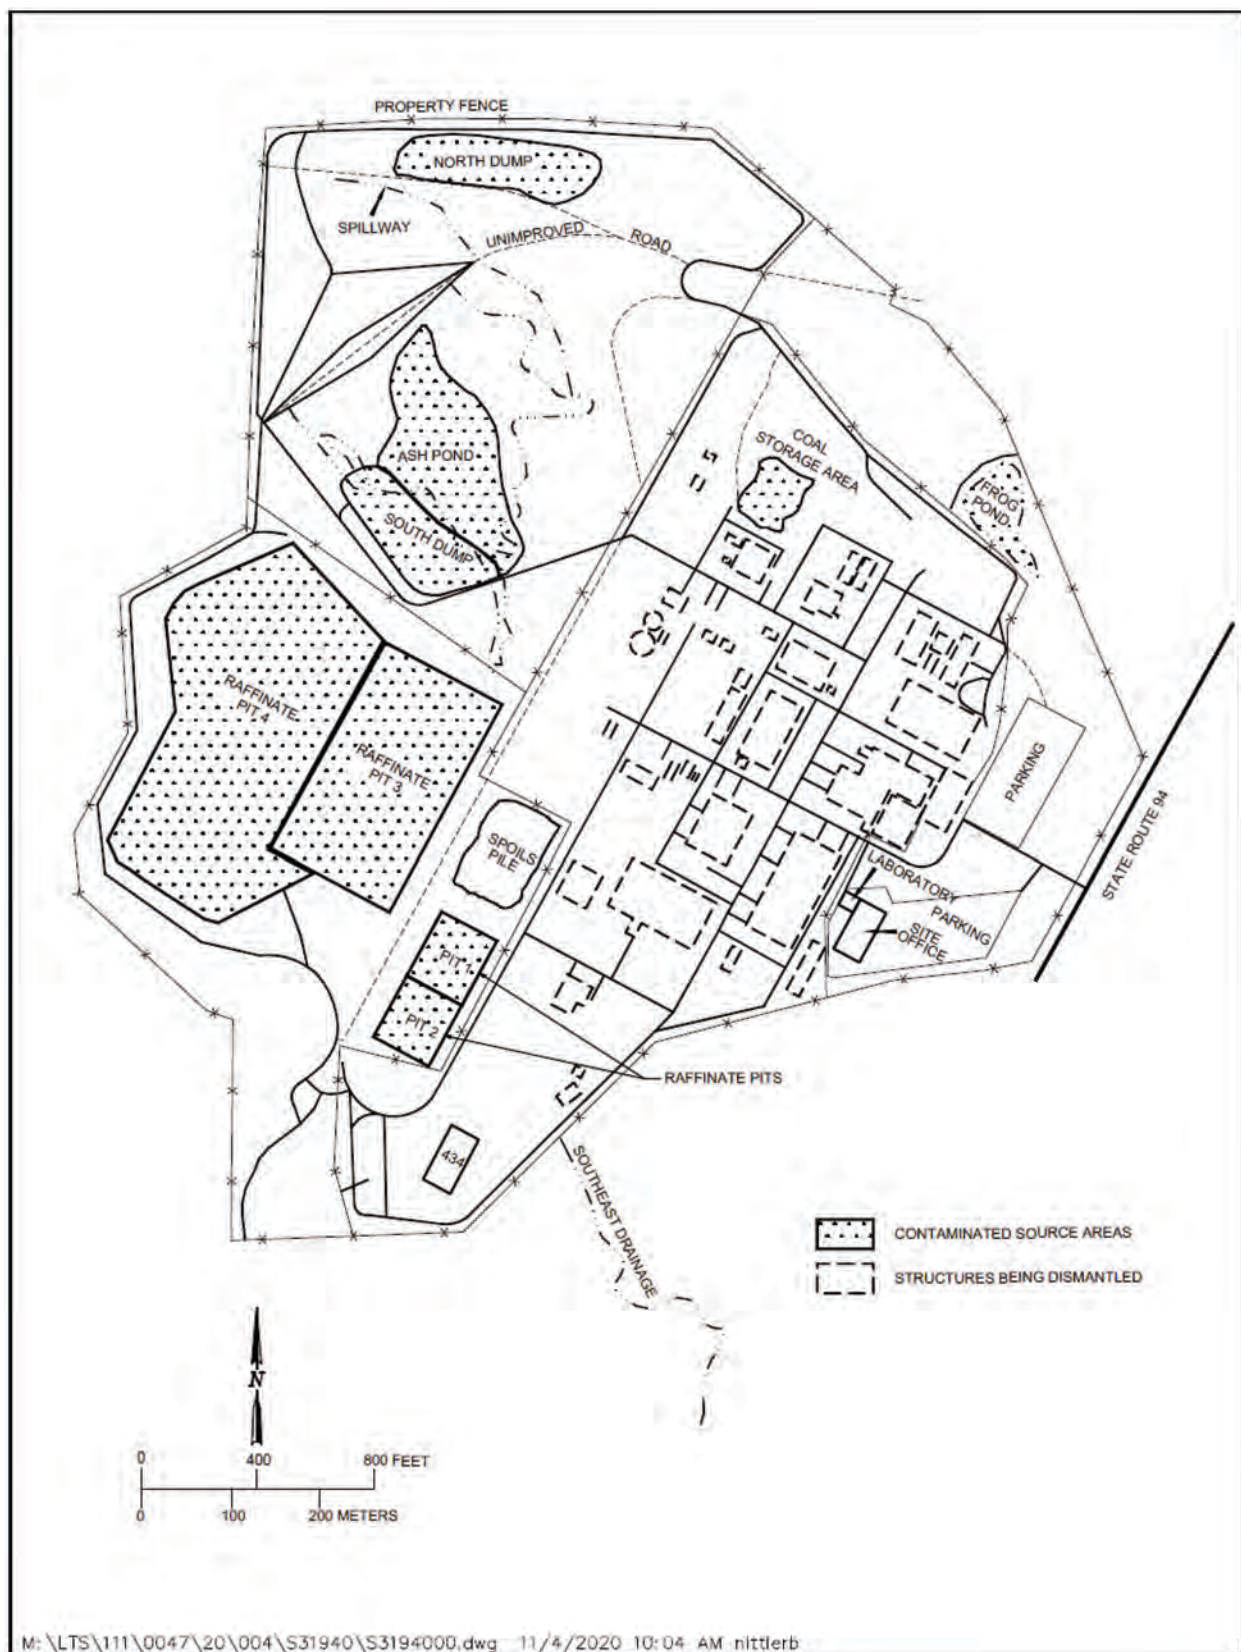 PROPERTY FENCE
NORTH DUMP
SPILLWAY
UNIMPROVED
ROAD
COAL
STORAGE AREA
ASH POND
FROG
POND
SOUTH DUMP
RAFFINATE
PIT 4
RAFFINATE
PIT 3
PARKING
STATE ROUTE 94
SPOILS
PILE
LABORATORY
PARKING
SITE
OFFICE
PIT 1
PIT 2
RAFFINATE PITS
434
SOUTHEAST DRAINAGE
CONTAMINATED SOURCE AREAS
STRUCTURES BEING DISMANTLED
N
0 400 800 FEET
0 100 200 METERS
M:\LTS\111\0047\20\004\S31940\S3194000.dwg 11/4/2020 10:04 AM nittlerb